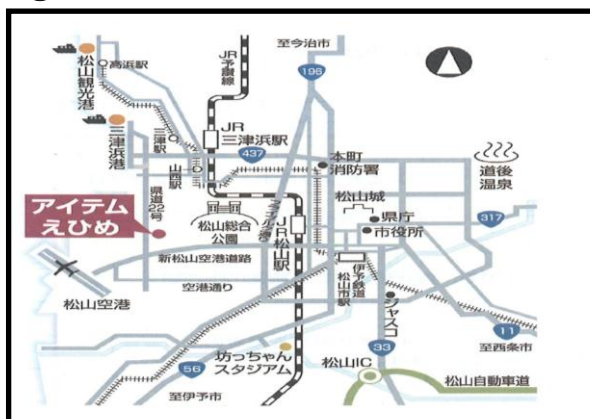 至今治市
高浜駅
JR
予讃線
196
松山観光港
JR
三津浜駅
三津浜港
三津駅
437
本町
消防署
山西駅
道後
温泉
松山城
県道22号
アイテム
えひめ
県庁
317
市役所
松山総合
公園
JR松山駅
新松山空港道路
伊予鉄道
松山市駅
空港通り
松山空港
ジャスコ
11
坊っちゃん
スタジアム
33
至西条市
56
松山IC
松山自動車道
至伊予市